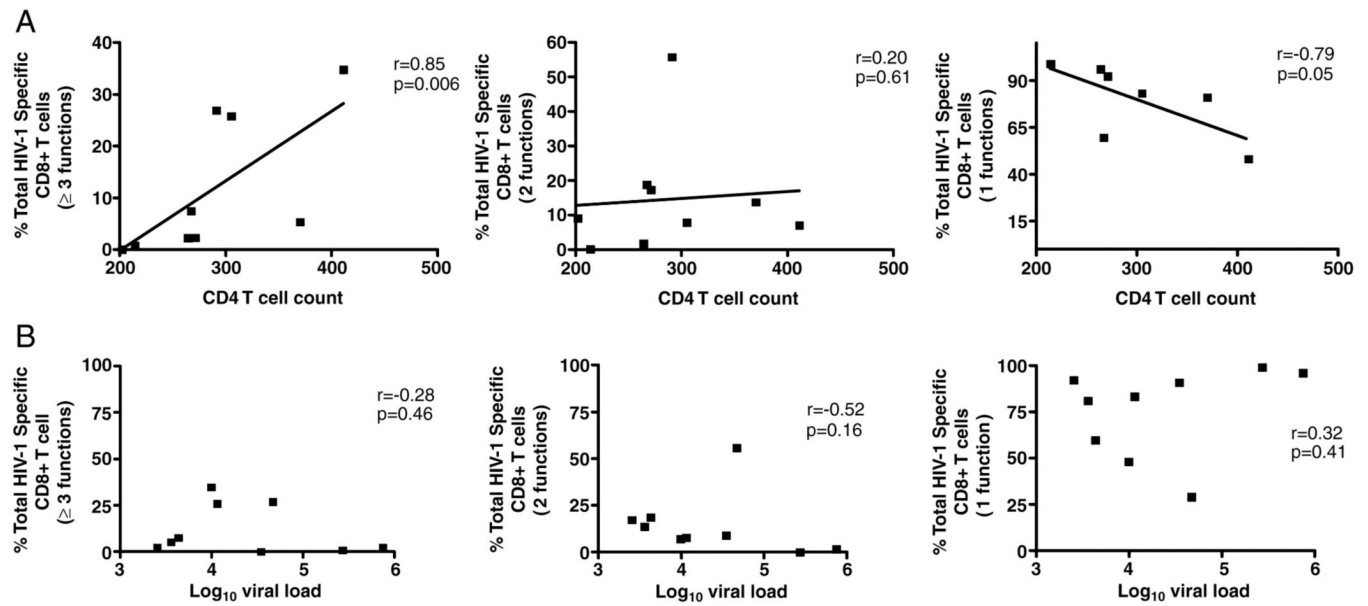 A
% Total HIV-1 Specific
CD8+ T cells
(≥ 3 functions)
40
30
20
10
0
200
300
400
500
CD4 T cell count
r=0.85
p=0.006
% Total HIV-1 Specific
CD8+ T cells
(2 functions)
60
50
40
30
20
10
0
200
300
400
500
CD4 T cell count
r=0.20
p=0.61
% Total HIV-1 Specific
CD8+ T cells
(1 functions)
90
65
40
15
200
300
400
500
CD4 T cell count
r=-0.79
p=0.05
B
% Total HIV-1 Specific
CD8+ T cell
(≥ 3 functions)
100
75
50
25
0
3
4
5
6
Log10 viral load
r=-0.28
p=0.46
% Total HIV-1 Specific
CD8+ T cells
(2 functions)
100
75
50
25
0
3
4
5
6
Log10 viral load
r=-0.52
p=0.16
% Total HIV-1 Specific
CD8+ T cells
(1 function)
100
75
50
25
0
3
4
5
6
Log10 viral load
r=0.32
p=0.41